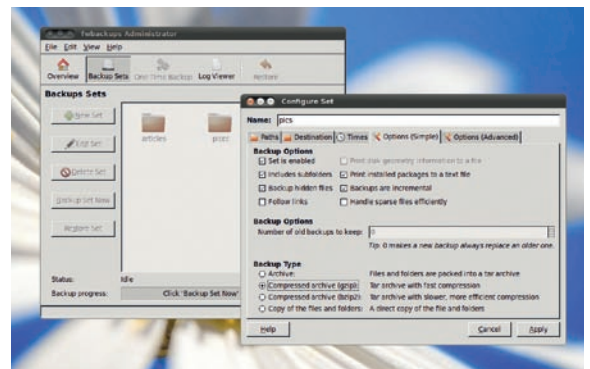 Fwbackups Administrator
File Edit View Help
Overview Backup Sets One-Time Backup Log Viewer Restore
Backups Sets
New Set
Edit Set
Delete Set
Backup Set Now
Restore Set
articles
pics
Status: Idle
Backup progress: Click 'Backup Set Now'
Configure Set
Name: pics
Paths Destination Times Options (Simple) Options (Advanced)
Backup Options
Set is enabled Print disk geometry information to a file
Includes subfolders Print installed packages to a text file
Backup hidden files Backups are incremental
Follow links Handle sparse files efficiently
Backup Options
Number of old backups to keep: 0
Tip: 0 makes a new backup always replace an older one.
Backup Type
Archive: Files and folders are packed into a tar archive
Compressed archive (gzip): Tar archive with fast compression
Compressed archive (bzip2): Tar archive with slower, more efficient compression
Copy of the files and folders: A direct copy of the file and folders
Help Cancel Apply